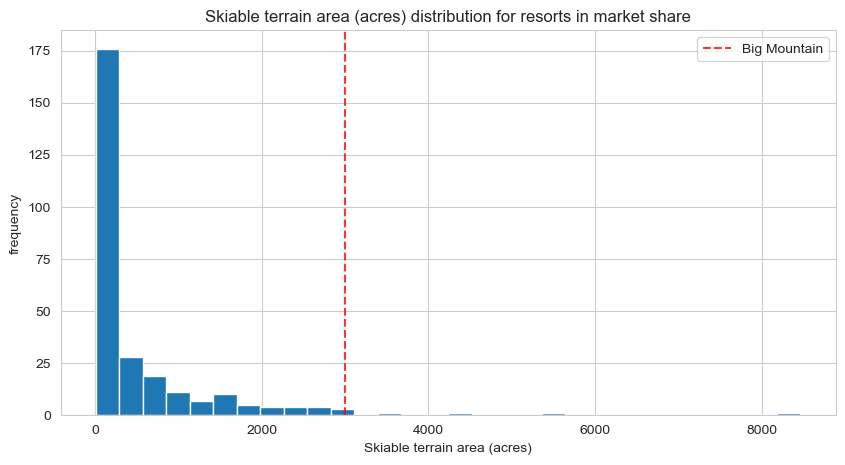 Skiable terrain area (acres) distribution for resorts in market share
Big Mountain
frequency
175
150
125
100
75
50
25
0
0 2000 4000 6000 8000
Skiable terrain area (acres)